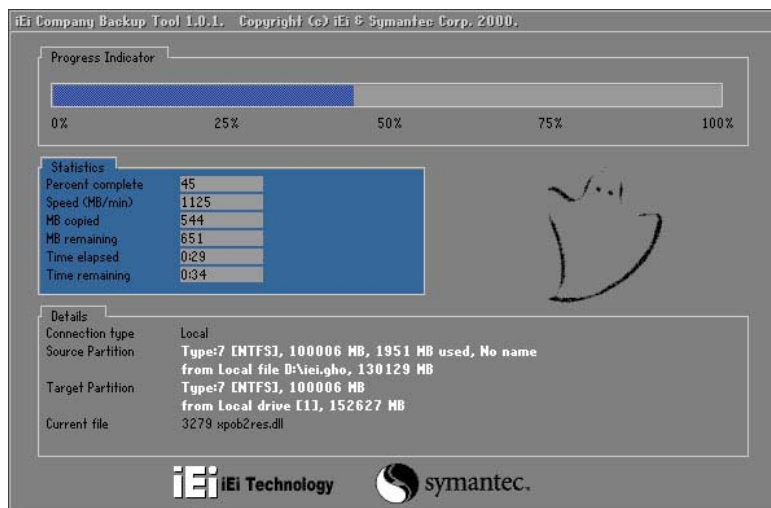 iEi Company Backup Tool 1.0.1. Copyright (c) iEi & Symantec Corp. 2000.
Progress Indicator
0% 25% 50% 75% 100%
Statistics
Percent complete 45
Speed (MB/min) 1125
MB copied 544
MB remaining 651
Time elapsed 0:29
Time remaining 0:34
Details
Connection type Local
Source Partition Type:7 [NTFS], 100006 MB, 1951 MB used, No name
from Local file D:\iei.gho, 130129 MB
Target Partition Type:7 [NTFS], 100006 MB
from Local drive [1], 152627 MB
Current file 3279 xpob2res.dll
iEi iEi Technology symantec.